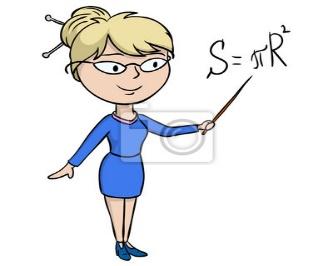 S = πR²